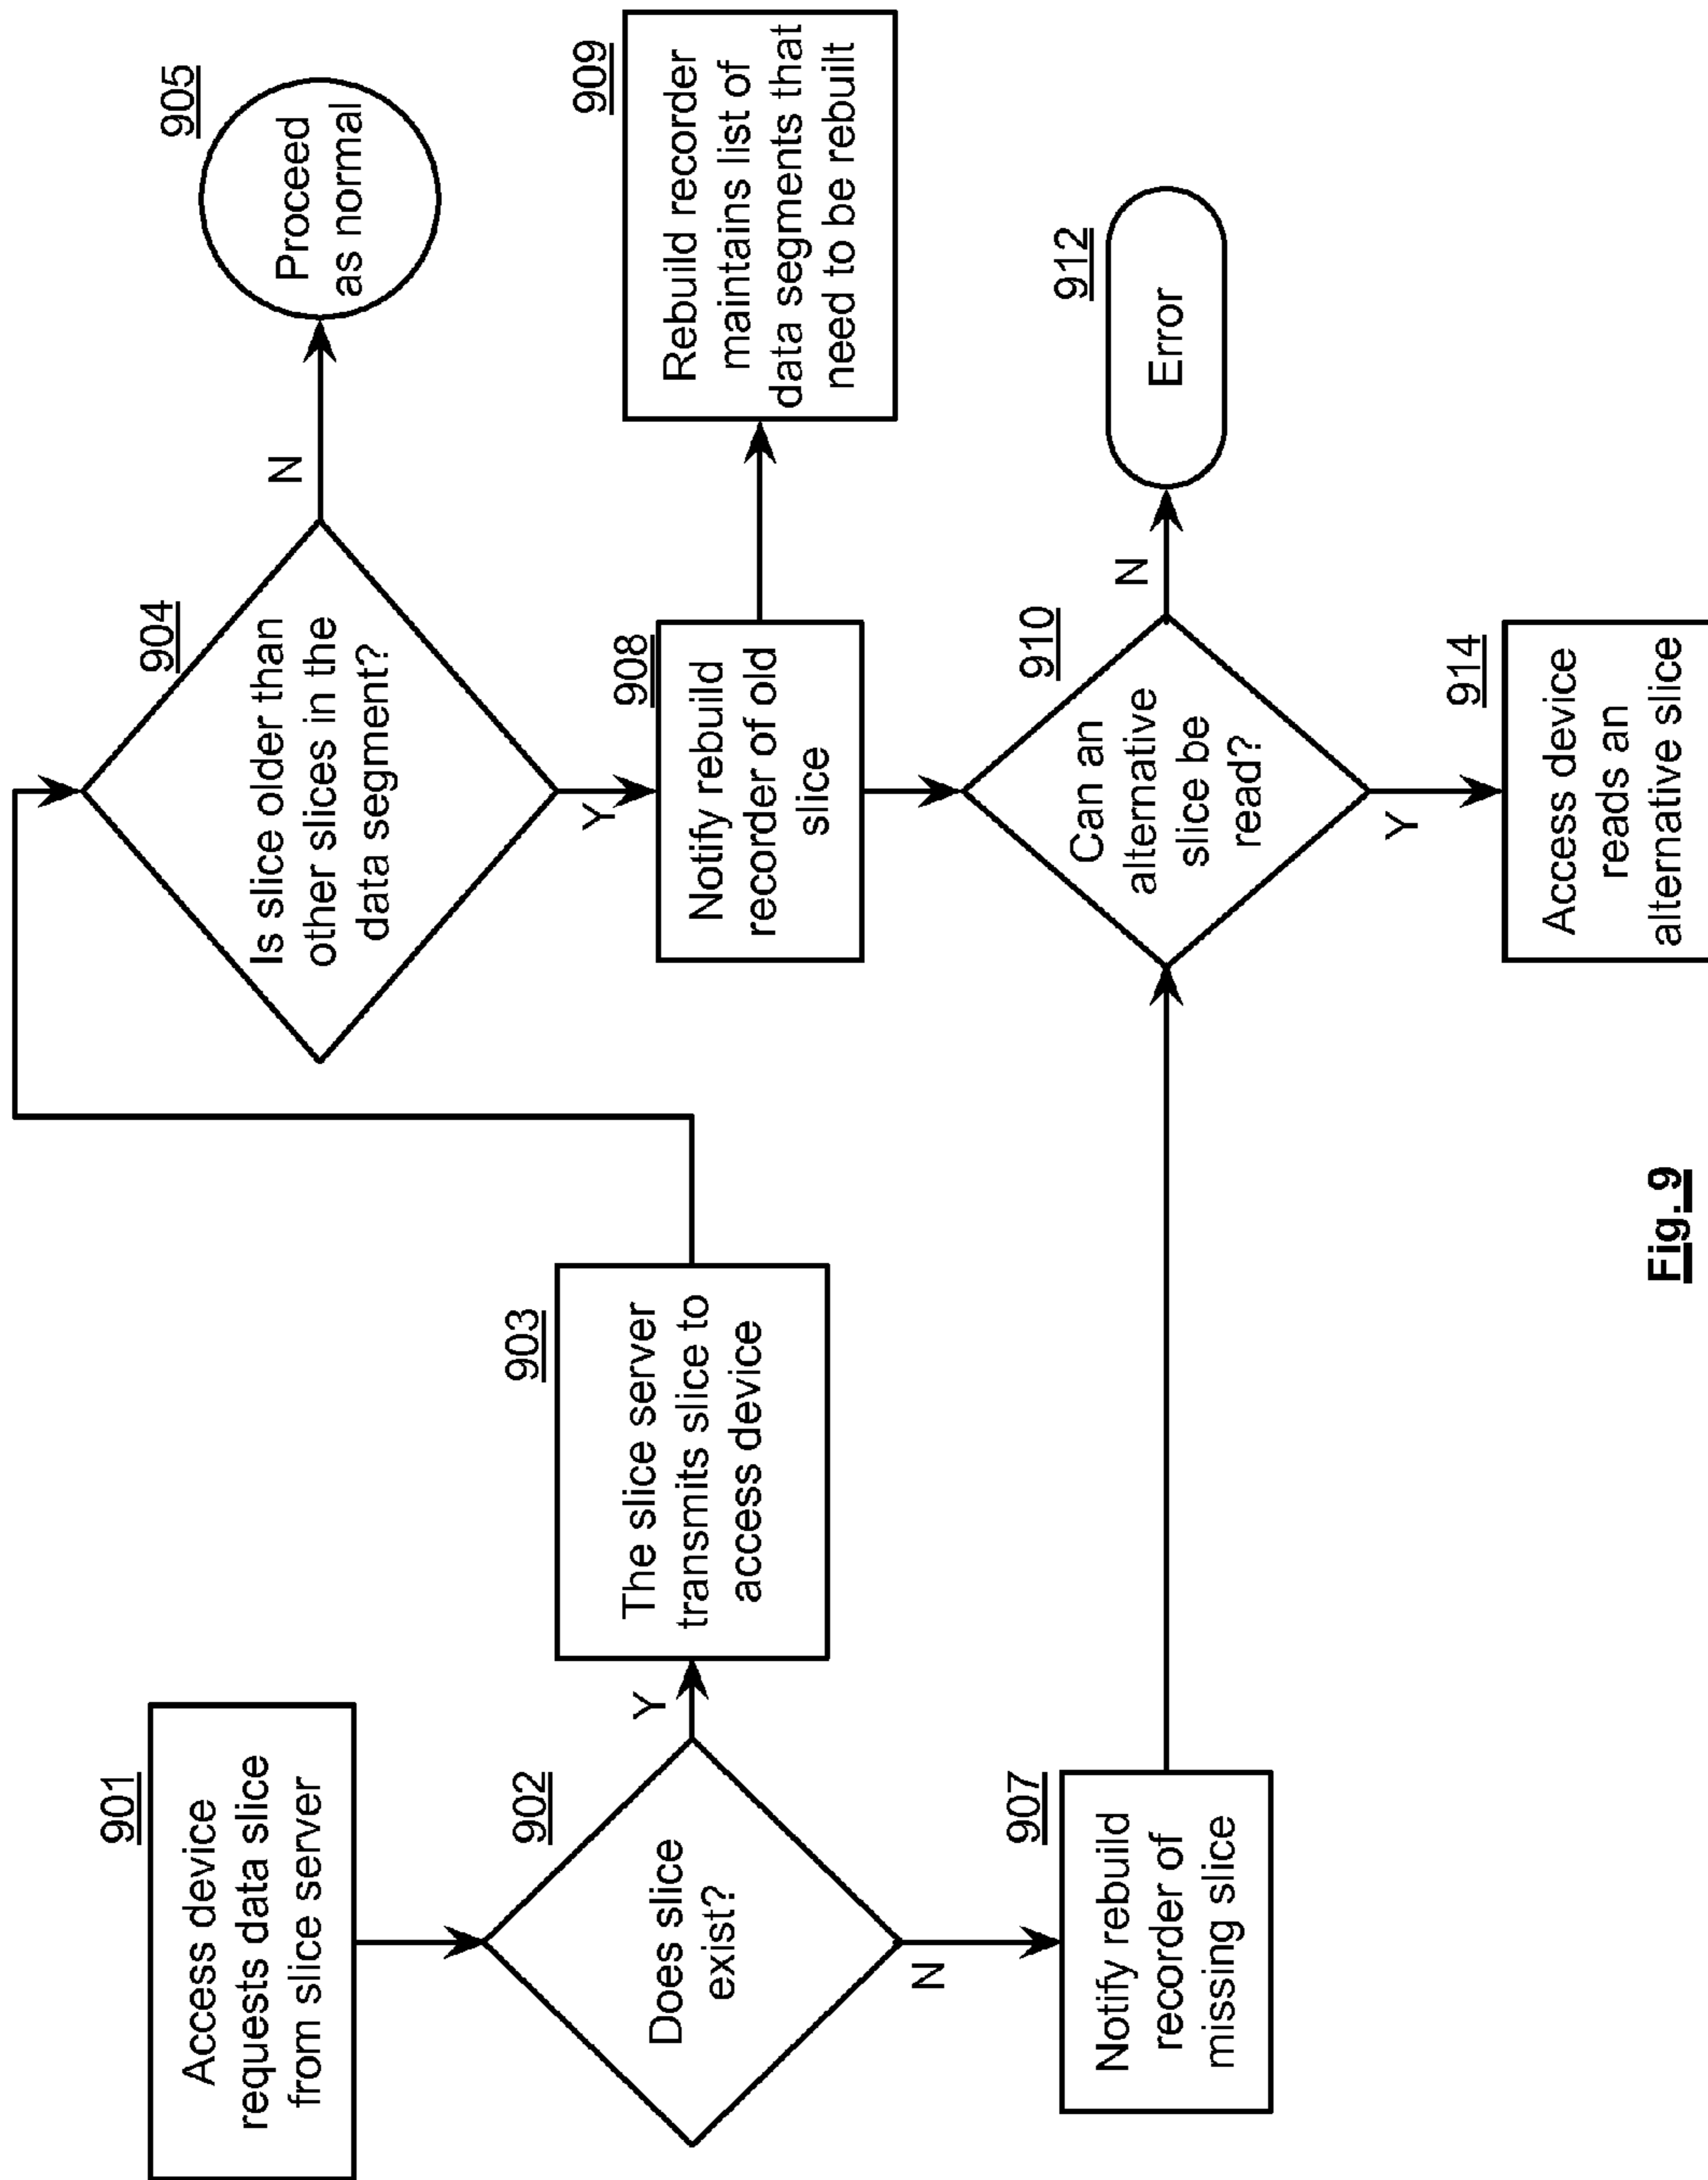 901
Access device
requests data slice
from slice server
902
Does slice
exist?
Y
N
903
The slice server
transmits slice to
access device
904
Is slice older than
other slices in the
data segment?
N
Y
905
Proceed
as normal
907
Notify rebuild
recorder of
missing slice
908
Notify rebuild
recorder of old
slice
909
Rebuild recorder
maintains list of
data segments that
need to be rebuilt
910
Can an
alternative
slice be
read?
N
Y
912
Error
914
Access device
reads an
alternative slice
Fig. 9